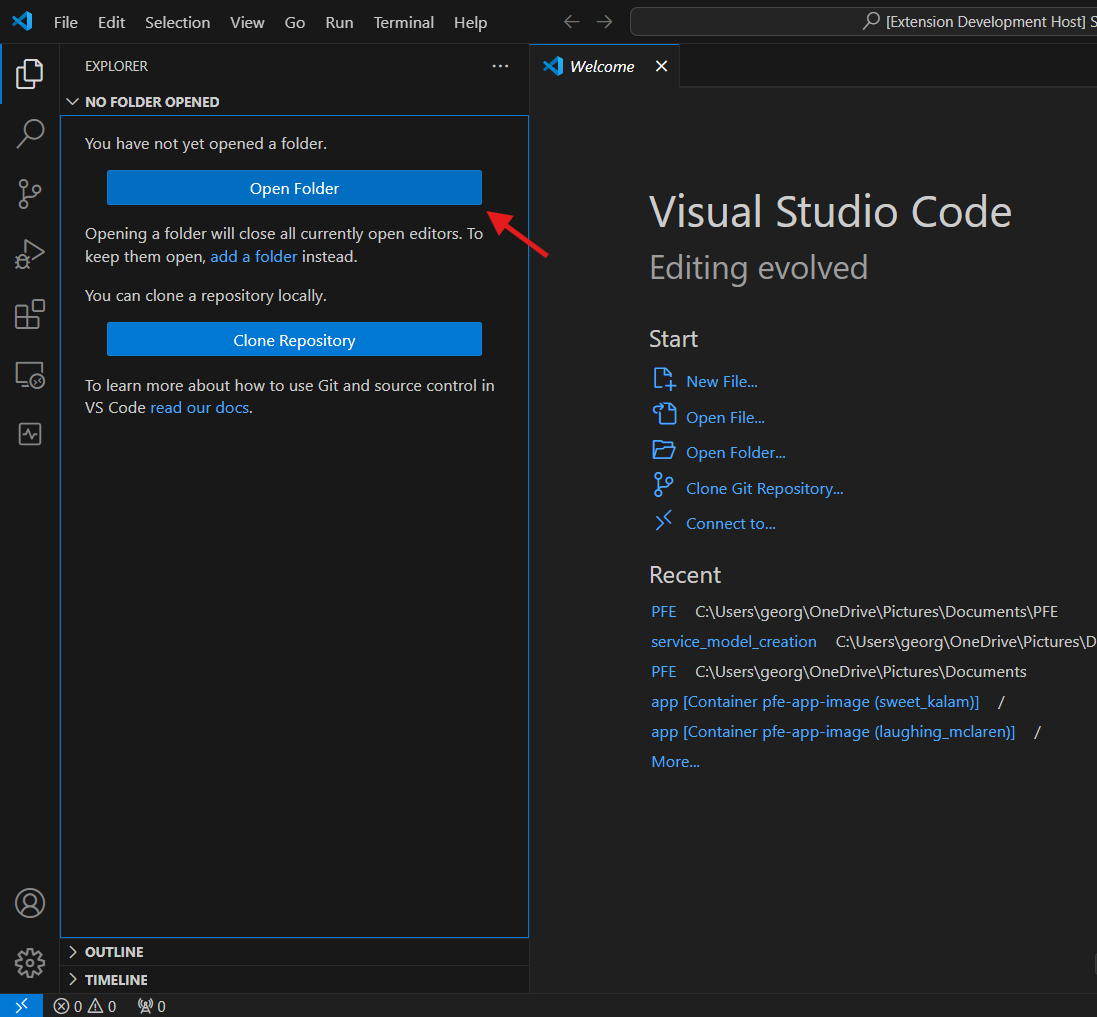 File Edit Selection View Go Run Terminal Help
[Extension Development Host] S
EXPLORER
Welcome
NO FOLDER OPENED
You have not yet opened a folder.
Open Folder
Opening a folder will close all currently open editors. To
keep them open, add a folder instead.
You can clone a repository locally.
Clone Repository
To learn more about how to use Git and source control in
VS Code read our docs.
Visual Studio Code
Editing evolved
Start
New File...
Open File...
Open Folder...
Clone Git Repository...
Connect to...
Recent
PFE C:\Users\georg\OneDrive\Pictures\Documents\PFE
service_model_creation C:\Users\georg\OneDrive\Pictures\D
PFE C:\Users\georg\OneDrive\Pictures\Documents
app [Container pfe-app-image (sweet_kalam)] /
app [Container pfe-app-image (laughing_mclaren)] /
More...
OUTLINE
TIMELINE
0 0 0